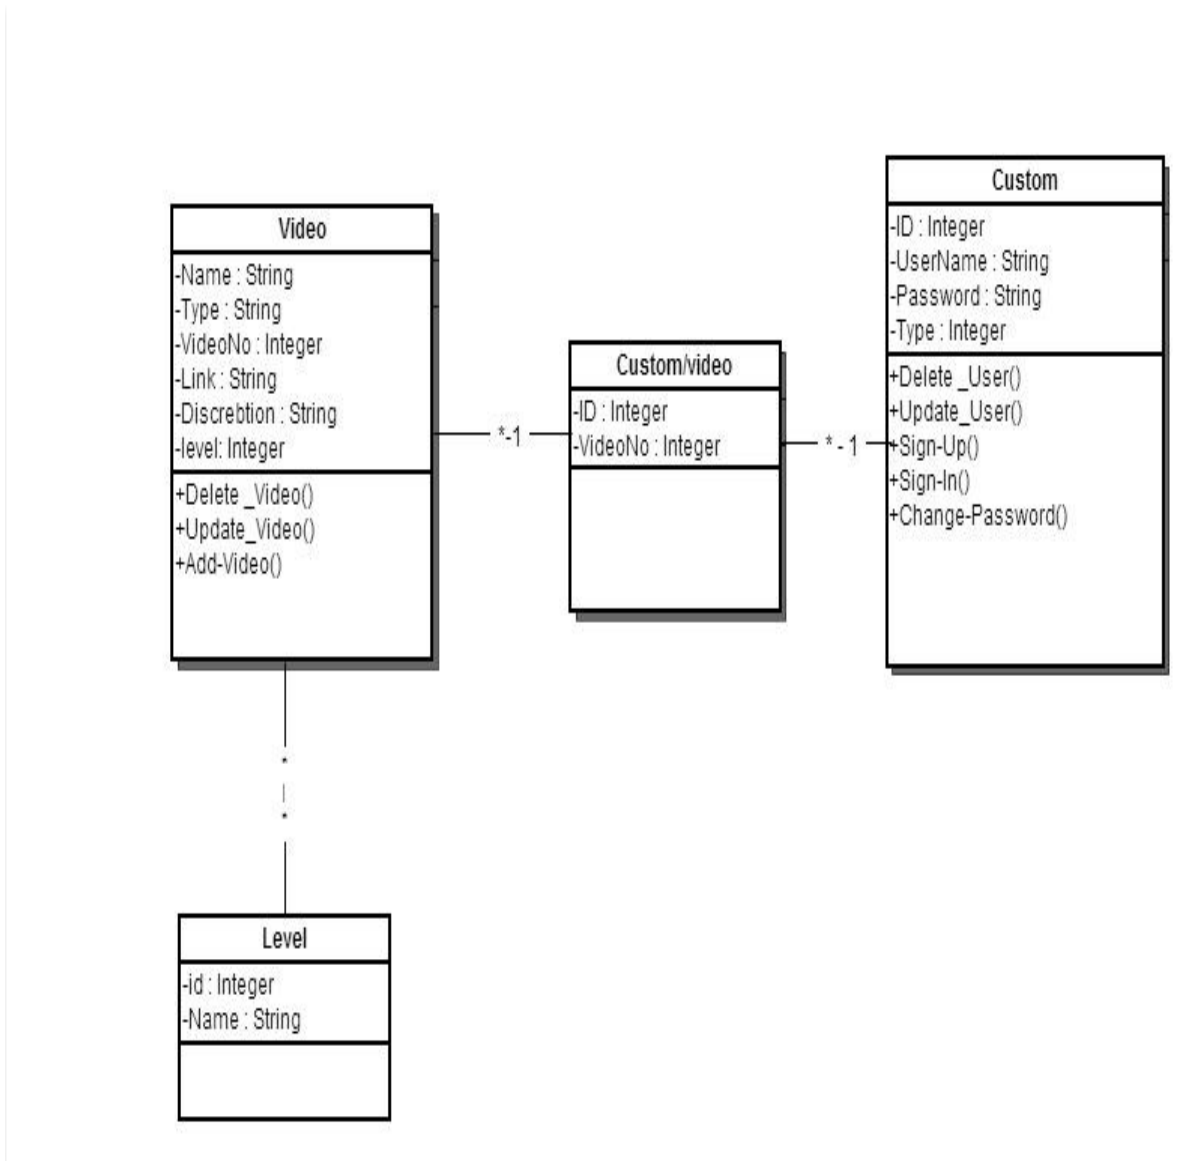 Video
-Name : String
-Type : String
-VideoNo : Integer
-Link : String
-Discrebtion : String
-level: Integer
+Delete _Video()
+Update_Video()
+Add-Video()
*-1
Custom/video
-ID : Integer
-VideoNo : Integer
* - 1
Custom
-ID : Integer
-UserName : String
-Password : String
-Type : Integer
+Delete _User()
+Update_User()
+Sign-Up()
+Sign-In()
+Change-Password()
*
|
*
Level
-id : Integer
-Name : String